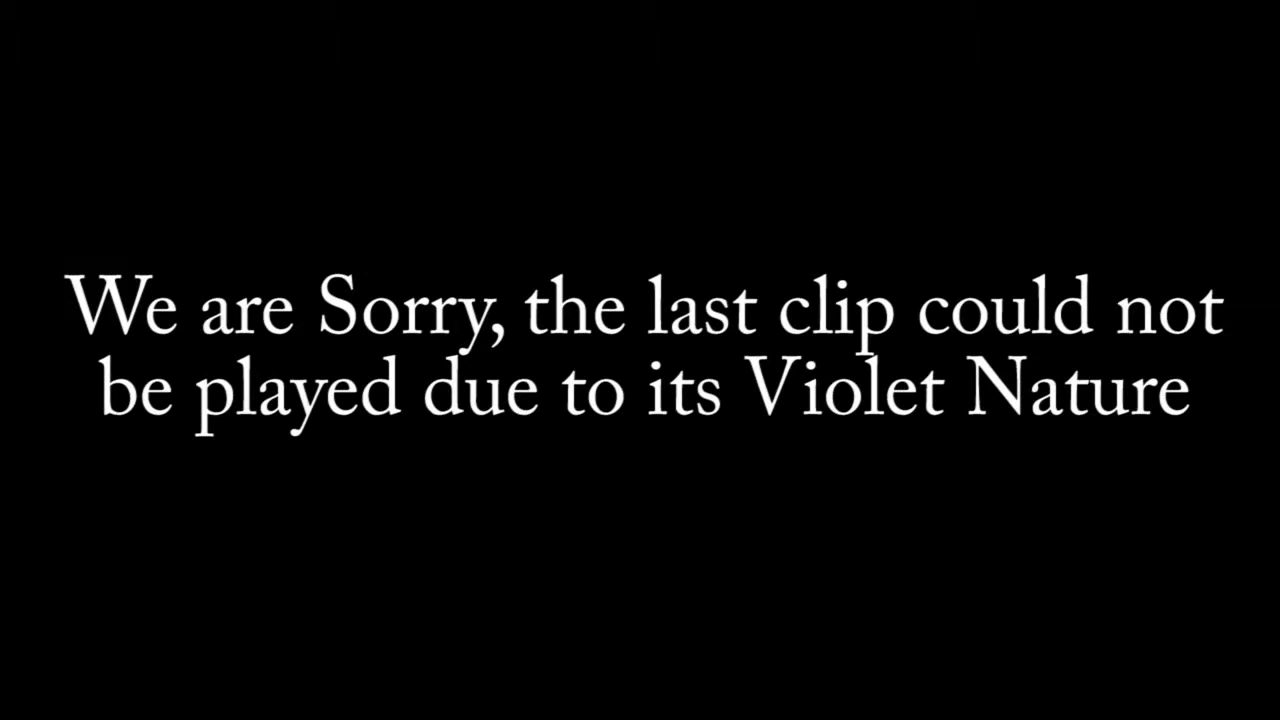 We are Sorry, the last clip could not
be played due to its Violet Nature